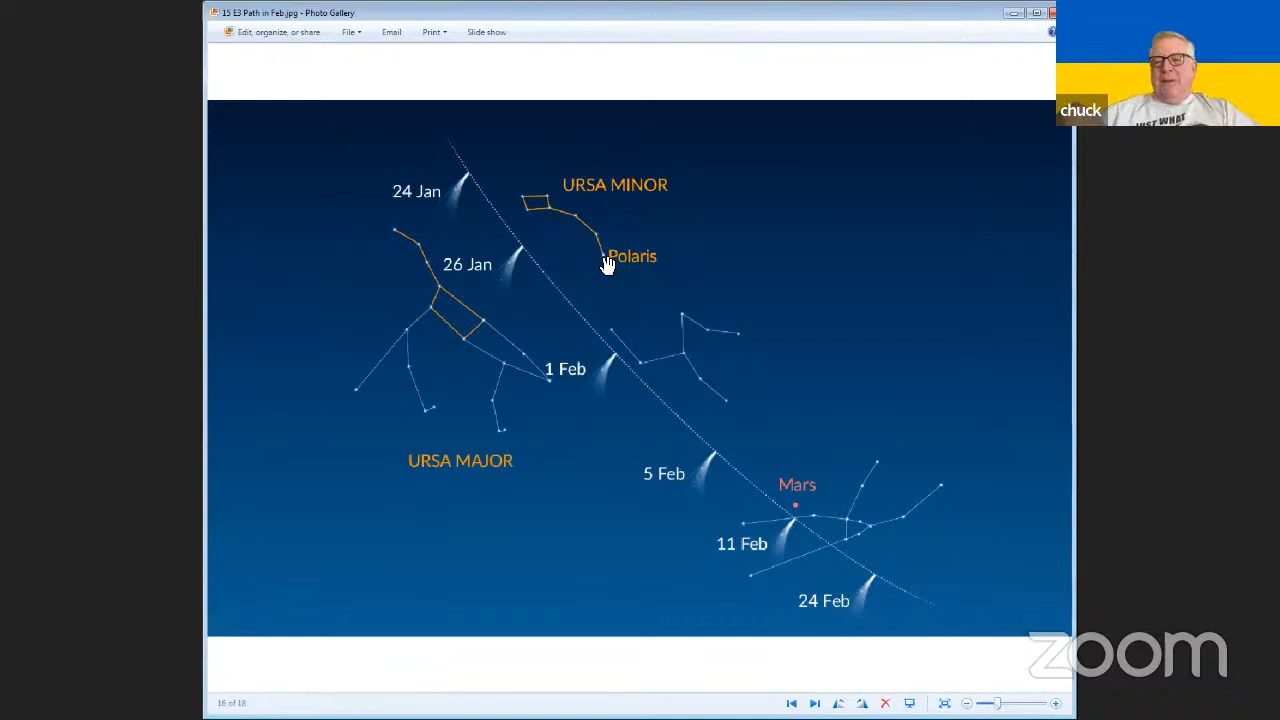 15 E3 Path in Feb.jpg - Photo Gallery
Edit, organize, or share File Email Print Slide show
chuck
JUST WHAT
24 Jan
URSA MINOR
26 Jan
Polaris
1 Feb
URSA MAJOR
5 Feb
Mars
11 Feb
24 Feb
zoom
16 of 18